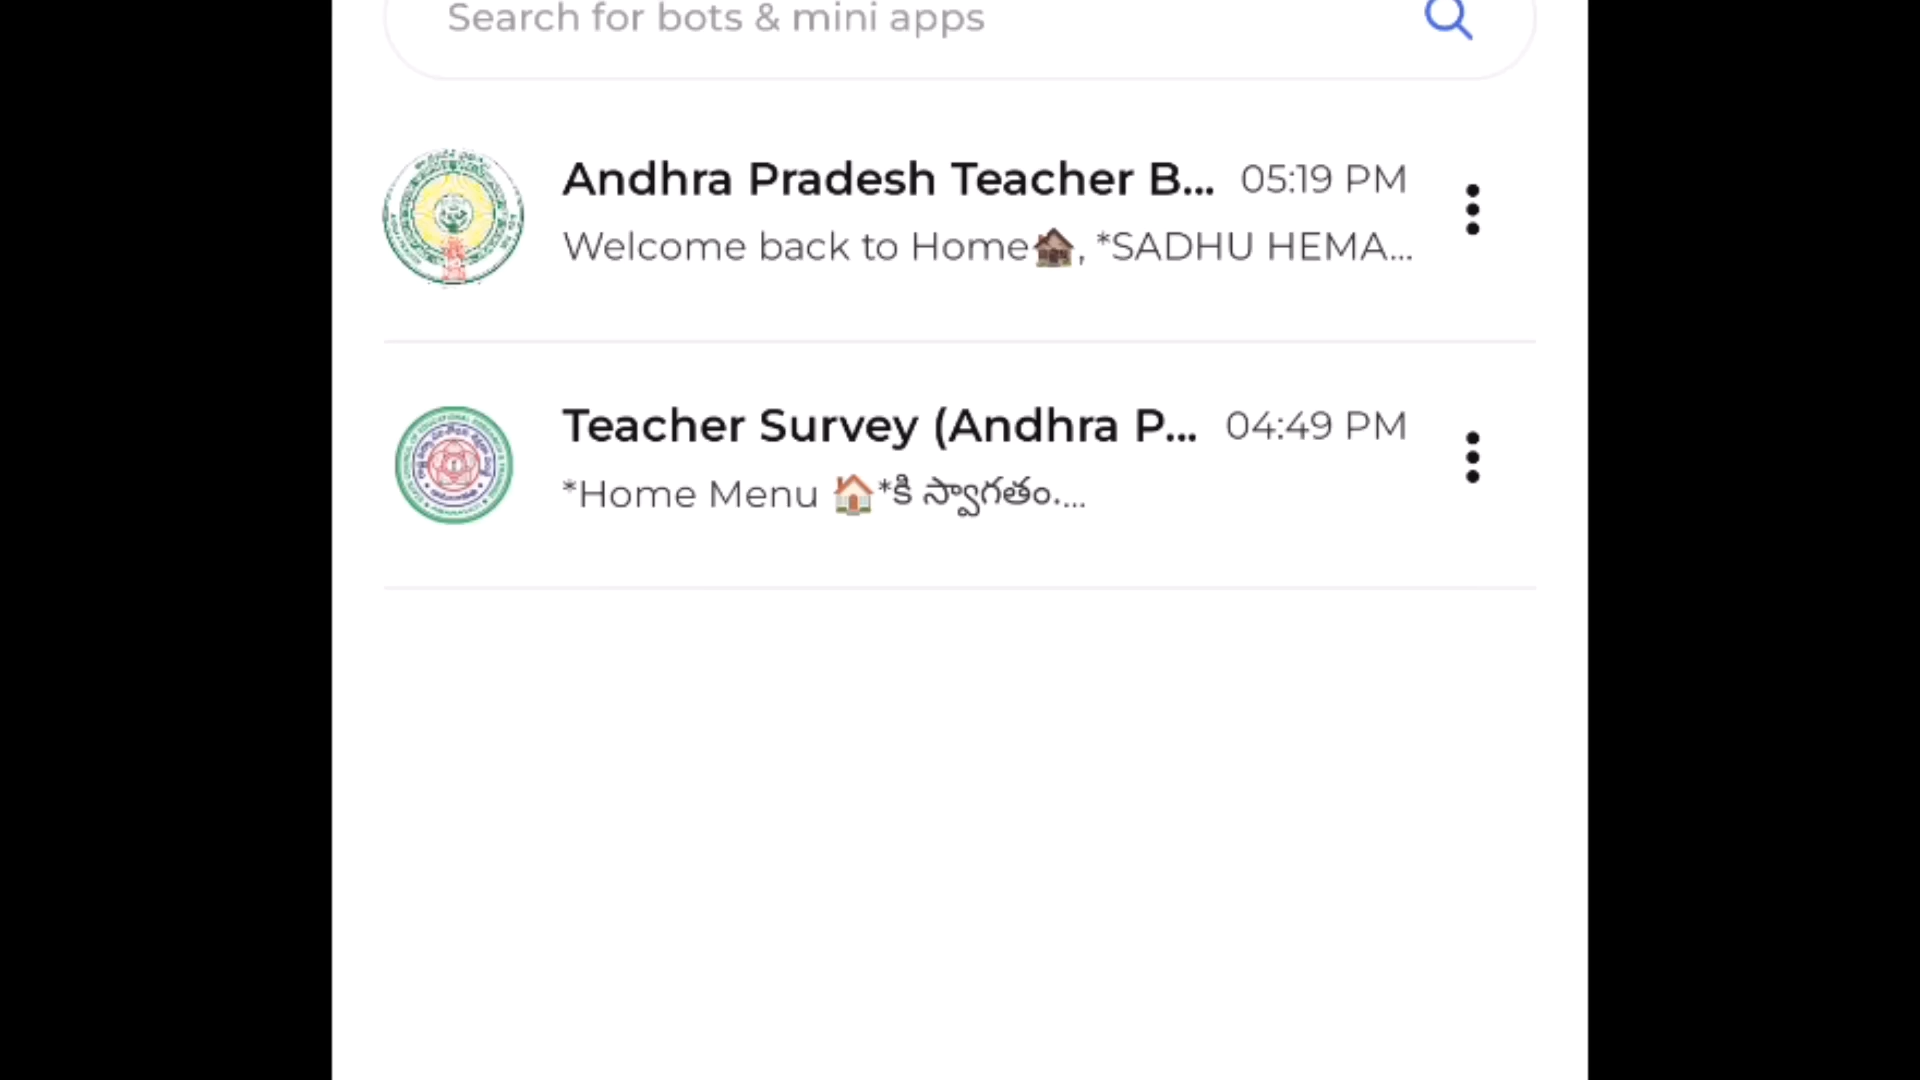 Search for bots & mini apps
Andhra Pradesh Teacher B... 05:19 PM
Welcome back to Home🏠, *SADHU HEMA...
Teacher Survey (Andhra P... 04:49 PM
*Home Menu 🏠*కి స్వాగతం....